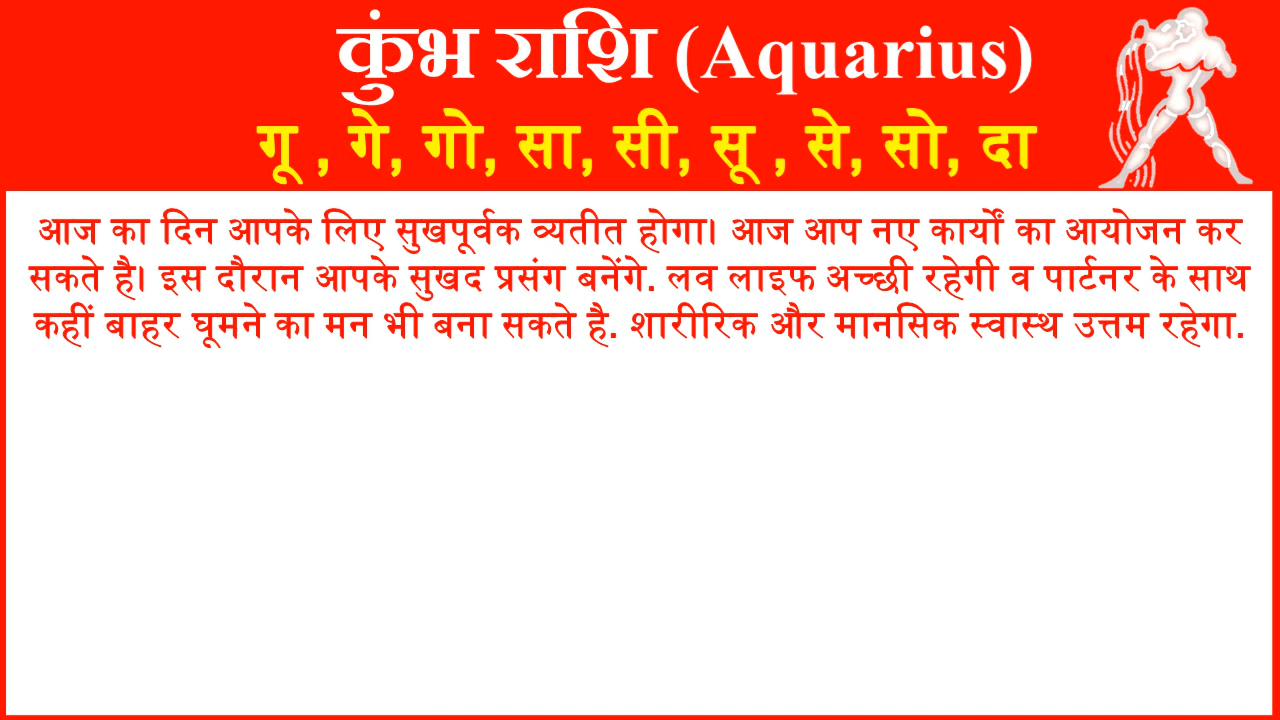 कुंभ राशि (Aquarius)
गू , गे, गो, सा, सी, सू , से, सो, दा
आज का दिन आपके लिए सुखपूर्वक व्यतीत होगा। आज आप नए कार्यों का आयोजन कर
सकते है। इस दौरान आपके सुखद प्रसंग बनेंगे. लव लाइफ अच्छी रहेगी व पार्टनर के साथ
कहीं बाहर घूमने का मन भी बना सकते है. शारीरिक और मानसिक स्वास्थ उत्तम रहेगा.